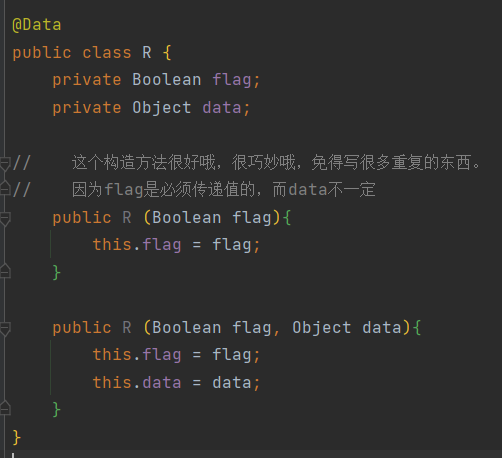 @Data
public class R {
    private Boolean flag;
    private Object data;
//    这个构造方法很好哦，很巧妙哦，免得写很多重复的东西。
//    因为flag是必须传递值的，而data不一定
    public R (Boolean flag){
        this.flag = flag;
    }
    public R (Boolean flag, Object data){
        this.flag = flag;
        this.data = data;
    }
}